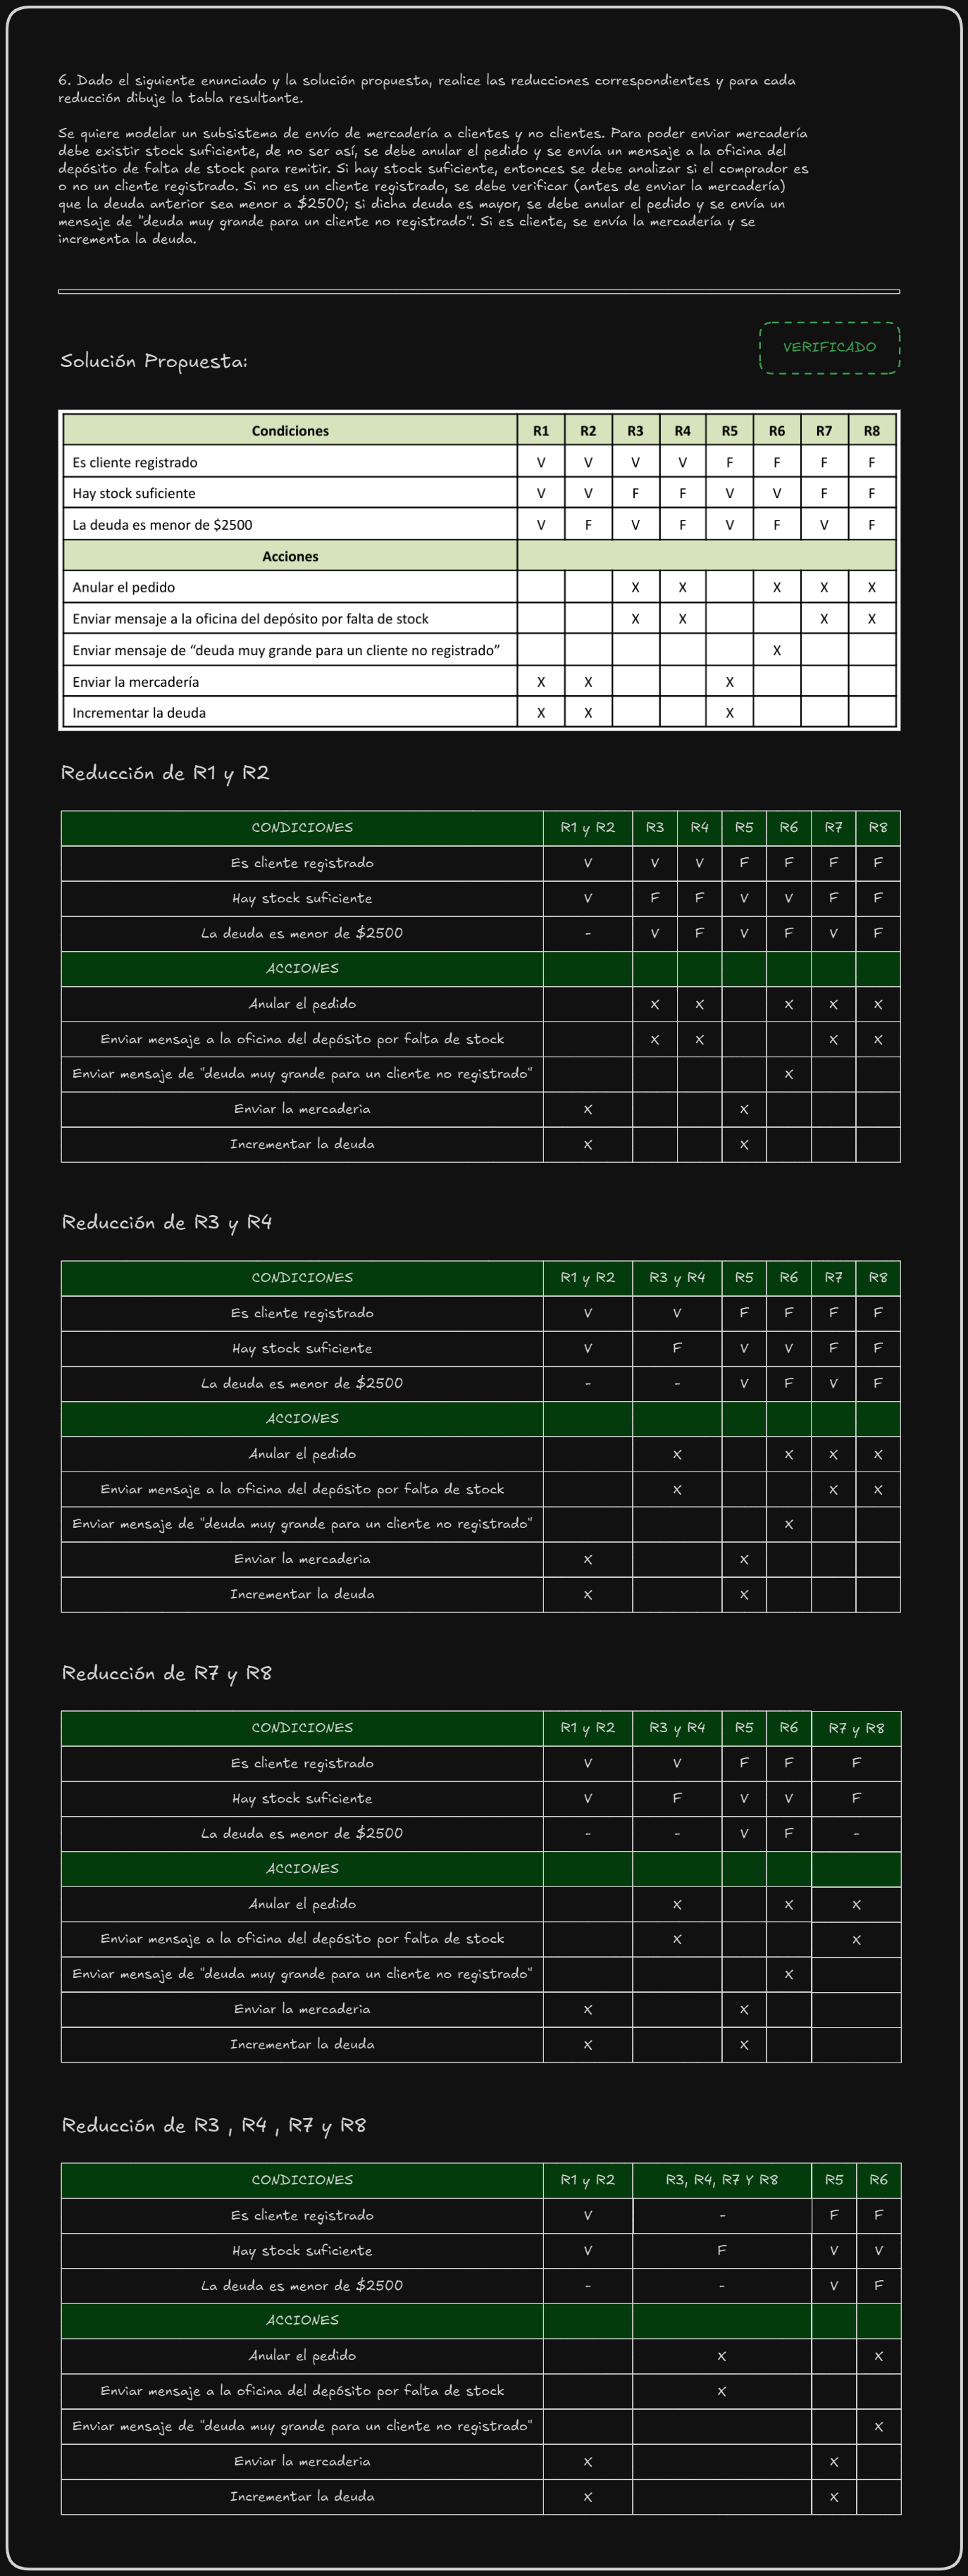 6. Dado el siguiente enunciado y la solución propuesta, realice las reducciones correspondientes y para cada
reducción dibuje la tabla resultante.
Se quiere modelar un subsistema de envío de mercadería a clientes y no clientes. Para poder enviar mercadería
debe existir stock suficiente, de no ser así, se debe anular el pedido y se envía un mensaje a la oficina del
depósito de falta de stock para remitir. Si hay stock suficiente, entonces se debe analizar si el comprador es
o no un cliente registrado. Si no es un cliente registrado, se debe verificar (antes de enviar la mercadería)
que la deuda anterior sea menor a $2500; si dicha deuda es mayor, se debe anular el pedido y se envía un
mensaje de "deuda muy grande para un cliente no registrado". Si es cliente, se envía la mercadería y se
incrementa la deuda.
VERIFICADO
Solución Propuesta:
Condiciones R1 R2 R3 R4 R5 R6 R7 R8
Es cliente registrado V V V V F F F F
Hay stock suficiente V V F F V V F F
La deuda es menor de $2500 V F V F V F V F
Acciones
Anular el pedido X X X X X
Enviar mensaje a la oficina del depósito por falta de stock X X X X
Enviar mensaje de “deuda muy grande para un cliente no registrado” X
Enviar la mercadería X X X
Incrementar la deuda X X X
Reducción de R1 y R2
CONDICIONES R1 y R2 R3 R4 R5 R6 R7 R8
Es cliente registrado V V V F F F F
Hay stock suficiente V F F V V F F
La deuda es menor de $2500 - V F V F V F
ACCIONES
Anular el pedido X X X X X
Enviar mensaje a la oficina del depósito por falta de stock X X X X
Enviar mensaje de "deuda muy grande para un cliente no registrado" X
Enviar la mercaderia X X
Incrementar la deuda X X
Reducción de R3 y R4
CONDICIONES R1 y R2 R3 y R4 R5 R6 R7 R8
Es cliente registrado V V F F F F
Hay stock suficiente V F V V F F
La deuda es menor de $2500 - - V F V F
ACCIONES
Anular el pedido X X X X
Enviar mensaje a la oficina del depósito por falta de stock X X X
Enviar mensaje de "deuda muy grande para un cliente no registrado" X
Enviar la mercaderia X X
Incrementar la deuda X X
Reducción de R7 y R8
CONDICIONES R1 y R2 R3 y R4 R5 R6 R7 y R8
Es cliente registrado V V F F F
Hay stock suficiente V F V V F
La deuda es menor de $2500 - - V F -
ACCIONES
Anular el pedido X X X
Enviar mensaje a la oficina del depósito por falta de stock X X
Enviar mensaje de "deuda muy grande para un cliente no registrado" X
Enviar la mercaderia X X
Incrementar la deuda X X
Reducción de R3 , R4 , R7 y R8
CONDICIONES R1 y R2 R3, R4, R7 Y R8 R5 R6
Es cliente registrado V - F F
Hay stock suficiente V F V V
La deuda es menor de $2500 - - V F
ACCIONES
Anular el pedido X X
Enviar mensaje a la oficina del depósito por falta de stock X
Enviar mensaje de "deuda muy grande para un cliente no registrado" X
Enviar la mercaderia X X
Incrementar la deuda X X